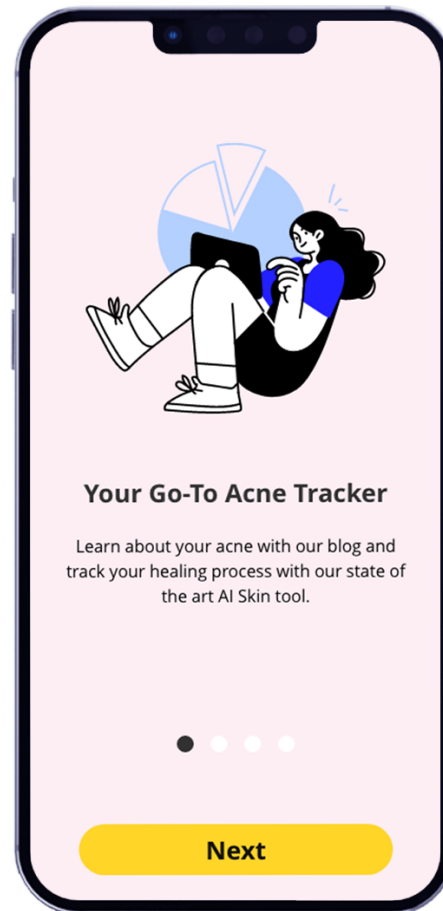 Your Go-To Acne Tracker
Learn about your acne with our blog and
track your healing process with our state of
the art AI Skin tool.
Next